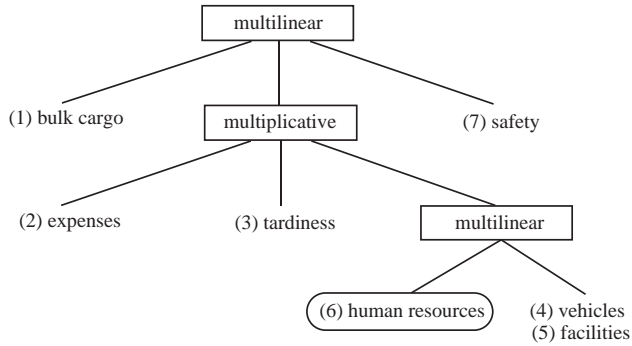 multilinear
(1) bulk cargo
multiplicative
(7) safety
(2) expenses
(3) tardiness
multilinear
(6) human resources
(4) vehicles
(5) facilities